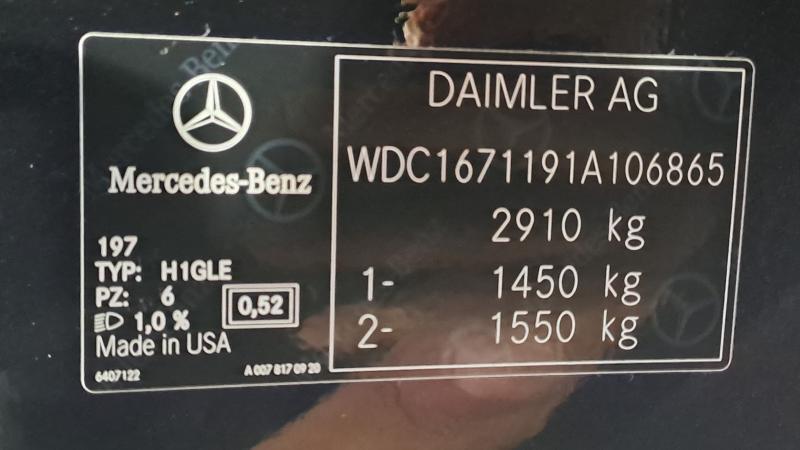 Mercedes-Benz
197
TYP: H1GLE
PZ: 6
0,52
1,0 %
Made in USA
6407122
A 007 817 09 20
DAIMLER AG
WDC1671191A106865
2910 kg
1- 1450 kg
2- 1550 kg